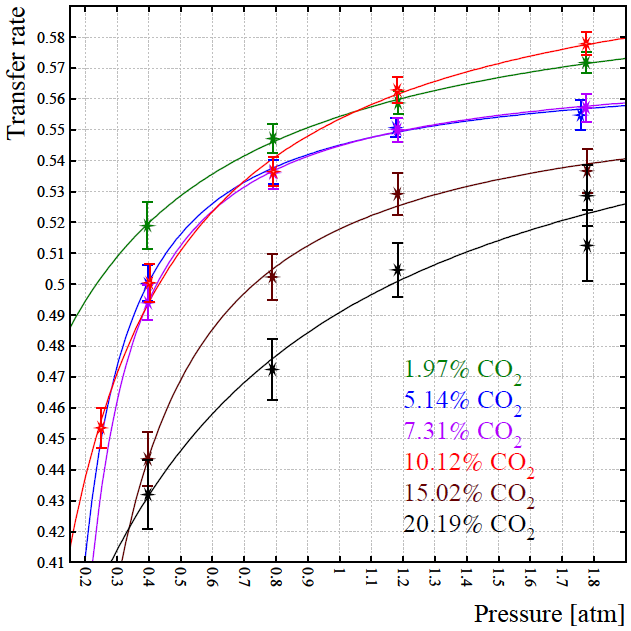 Transfer rate
0.58
0.57
0.56
0.55
0.54
0.53
0.52
0.51
0.5
0.49
0.48
0.47
0.46
0.45
0.44
0.43
0.42
0.41
1.97% CO2
5.14% CO2
7.31% CO2
10.12% CO2
15.02% CO2
20.19% CO2
0.2 0.3 0.4 0.5 0.6 0.7 0.8 0.9 1 1.1 1.2 1.3 1.4 1.5 1.6 1.7 1.8
Pressure [atm]